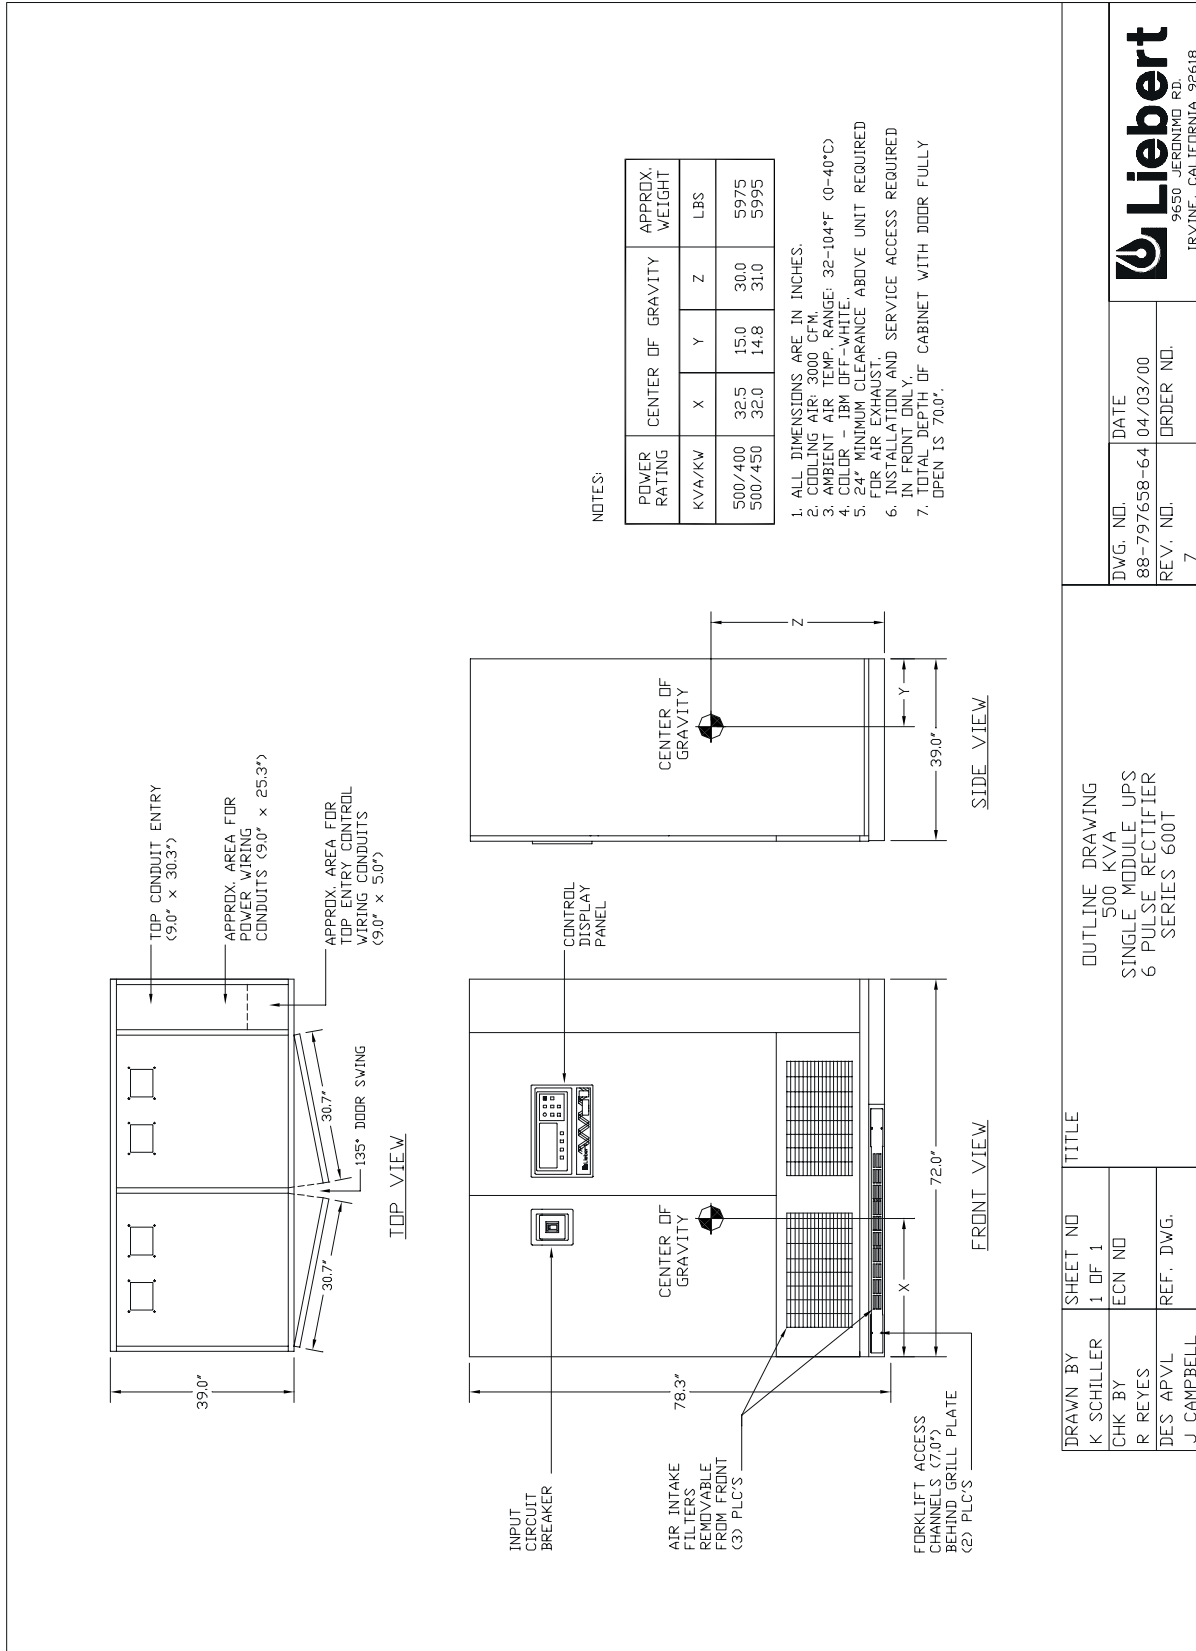 39.0"
30.7"
30.7"
135° DOOR SWING
TOP VIEW
TOP CONDUIT ENTRY
(9.0" x 30.3")
APPROX. AREA FOR
POWER WIRING
CONDUITS (9.0" x 25.3")
APPROX. AREA FOR
TOP ENTRY CONTROL
WIRING CONDUITS
(9.0" x 5.0")
INPUT
CIRCUIT
BREAKER
AIR INTAKE
FILTERS
REMOVABLE
FROM FRONT
(3) PLC'S
FORKLIFT ACCESS
CHANNELS (7.0")
BEHIND GRILL PLATE
(2) PLC'S
78.3"
CENTER OF
GRAVITY
X
72.0"
Liebert
FRONT VIEW
CONTROL
DISPLAY
PANEL
CENTER OF
GRAVITY
Z
Y
39.0"
SIDE VIEW
NOTES:
POWER RATING CENTER OF GRAVITY APPROX. WEIGHT
KVA/KW X Y Z LBS
500/400 32.5 15.0 30.0 5975
500/450 32.0 14.8 31.0 5995
1. ALL DIMENSIONS ARE IN INCHES.
2. COOLING AIR: 3000 CFM.
3. AMBIENT AIR TEMP. RANGE: 32-104°F (0-40°C)
4. COLOR - IBM OFF-WHITE.
5. 24" MINIMUM CLEARANCE ABOVE UNIT REQUIRED
FOR AIR EXHAUST.
6. INSTALLATION AND SERVICE ACCESS REQUIRED
IN FRONT ONLY.
7. TOTAL DEPTH OF CABINET WITH DOOR FULLY
OPEN IS 70.0".
DRAWN BY
K SCHILLER
CHK BY
R REYES
DES APVL
J CAMPBELL
SHEET NO
1 OF 1
ECN NO
REF. DWG.
TITLE
OUTLINE DRAWING
500 KVA
SINGLE MODULE UPS
6 PULSE RECTIFIER
SERIES 600T
DWG. NO.
88-797658-64
REV. NO.
7
DATE
04/03/00
ORDER NO.
Liebert
9650 JERONIMO RD.
IRVINE, CALIFORNIA 92618